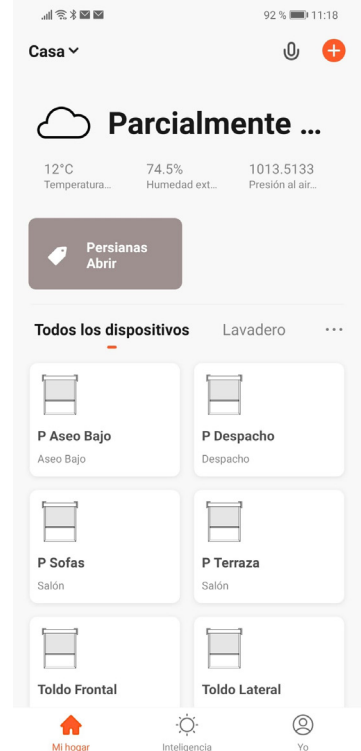 92 % 11:18
Casa
Parcialmente ...
12°C 74.5% 1013.5133
Temperatura... Humedad ext... Presión al air...
Persianas
Abrir
Todos los dispositivos Lavadero ...
P Aseo Bajo P Despacho
Aseo Bajo Despacho
P Sofas P Terraza
Salón Salón
Toldo Frontal Toldo Lateral
Mi hogar Inteligencia Yo